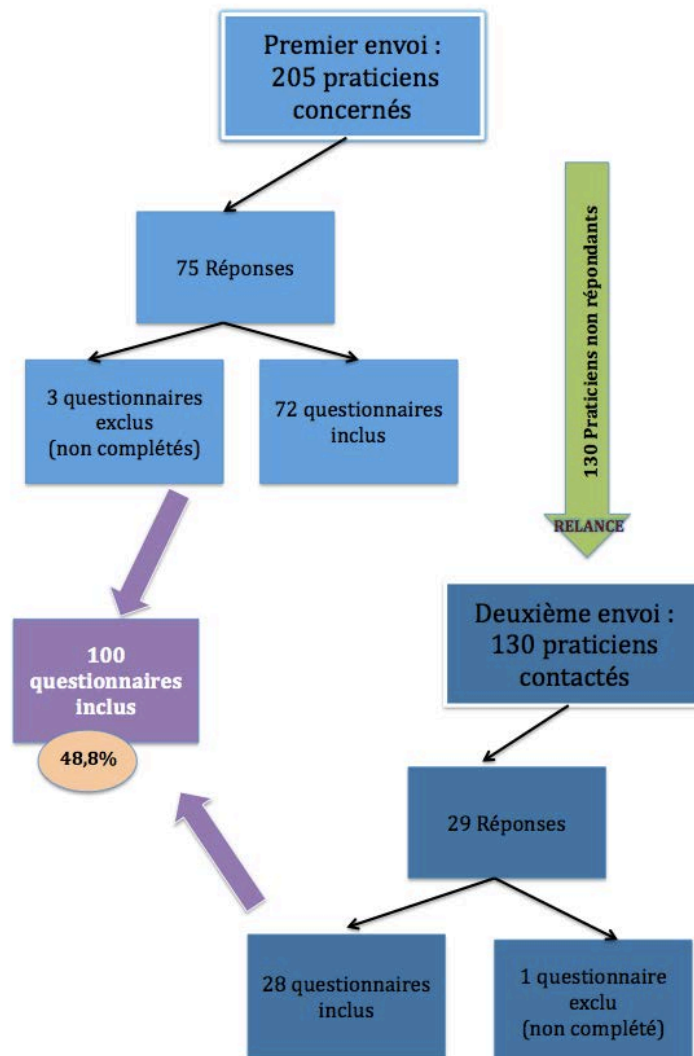 Premier envoi :
205 praticiens
concernés
75 Réponses
3 questionnaires
exclus
(non complétés)
72 questionnaires
inclus
130 Praticiens non répondants
RELANCE
Deuxième envoi :
130 praticiens
contactés
100
questionnaires
inclus
48,8%
29 Réponses
28 questionnaires
inclus
1 questionnaire
exclu
(non complété)